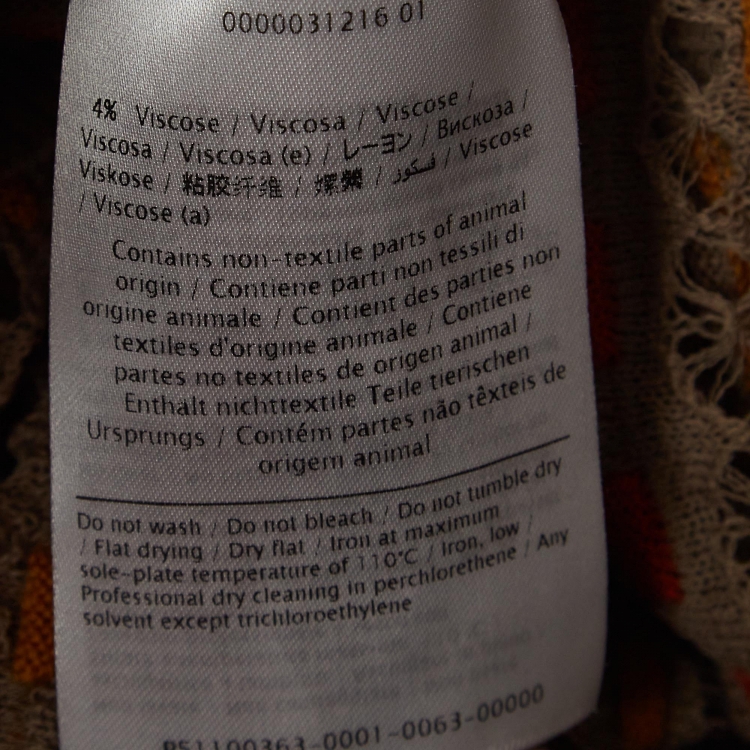 0000031216 01
4% Viscose / Viscosa / Viscose /
Viscosa / Viscosa (e) / レーヨン / Вискоза /
Viskose / 粘胶纤维 / 嫘縈 / فسكوز / Viscose
/ Viscose (a)
Contains non-textile parts of animal
origin / Contiene parti non tessili di
origine animale / Contient des parties non
textiles d'origine animale / Contiene
partes no textiles de origen animal /
Enthält nichttextile Teile tierischen
Ursprungs / Contém partes não têxteis de
origem animal
Do not wash / Do not bleach / Do not tumble dry
/ Flat drying / Dry flat / Iron at maximum
sole-plate temperature of 110°C / Iron, low /
Professional dry cleaning in perchlorethene / Any
solvent except trichloroethylene
PS1100363-0001-0063-00000